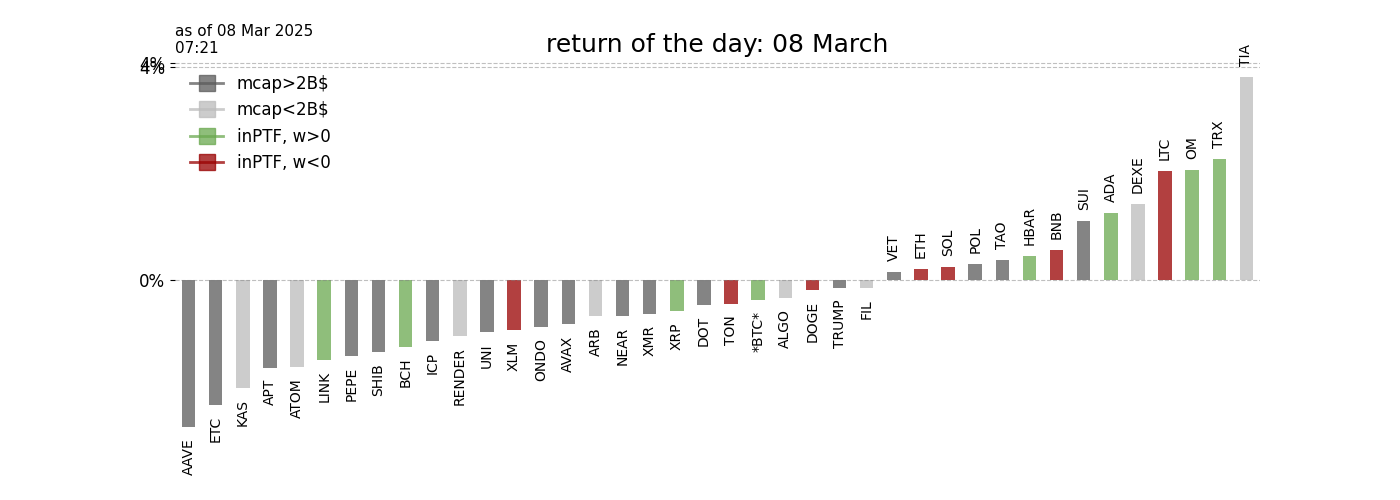 as of 08 Mar 2025
07:21
return of the day: 08 March
4%
4%
mcap>2B$
mcap<2B$
inPTF, w>0
inPTF, w<0
0%
AAVE
ETC
KAS
APT
ATOM
LINK
PEPE
SHIB
BCH
ICP
RENDER
UNI
XLM
ONDO
AVAX
ARB
NEAR
XMR
XRP
DOT
TON
*BTC*
ALGO
DOGE
TRUMP
FIL
VET
ETH
SOL
POL
TAO
HBAR
BNB
SUI
ADA
DEXE
LTC
OM
TRX
TIA